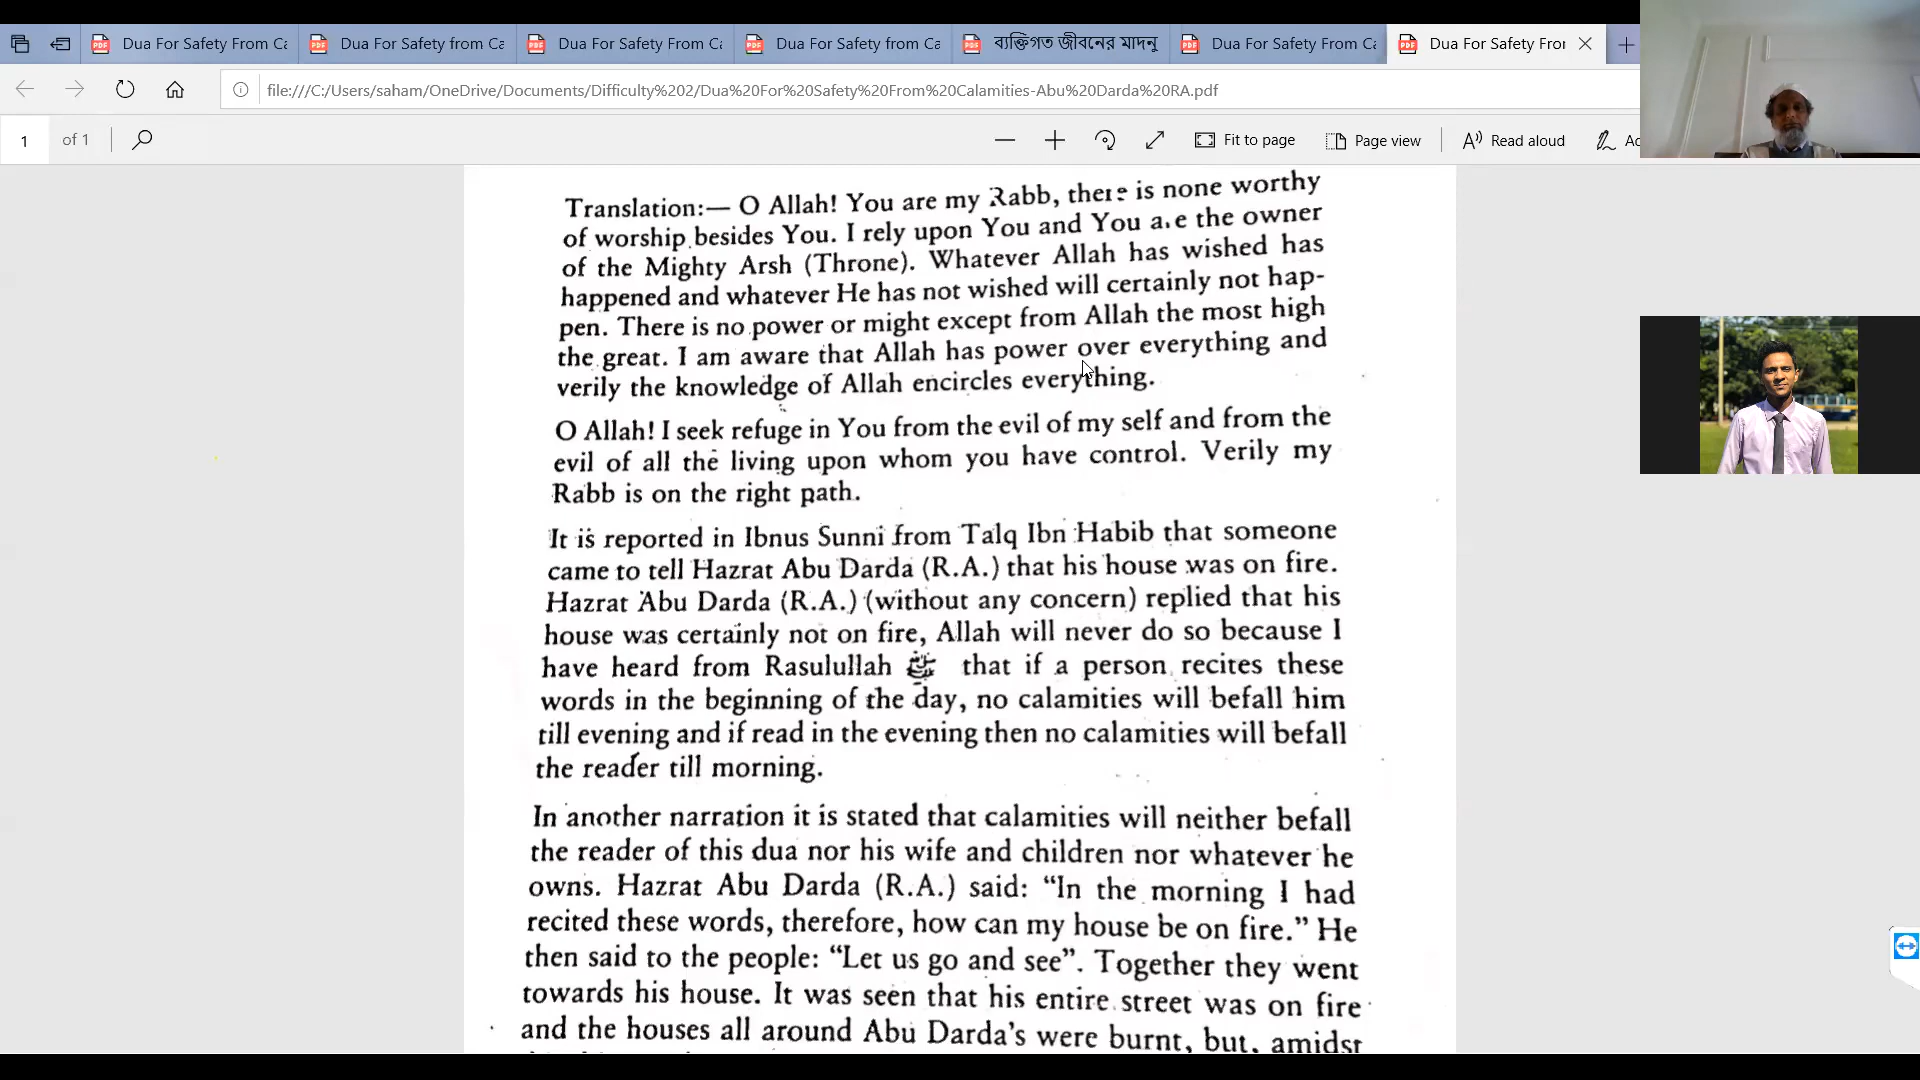 Dua For Safety From Ca
Dua For Safety from Ca
Dua For Safety From Ca
Dua For Safety from Ca
ব্যক্তিগত জীবনের মাদনু
Dua For Safety From Ca
Dua For Safety Fror
file:///C:/Users/saham/OneDrive/Documents/Difficulty%202/Dua%20For%20Safety%20From%20Calamities-Abu%20Darda%20RA.pdf
1 of 1
Fit to page
Page view
Read aloud
Translation:— O Allah! You are my Rabb, there is none worthy
of worship besides You. I rely upon You and You are the owner
of the Mighty Arsh (Throne). Whatever Allah has wished has
happened and whatever He has not wished will certainly not hap-
pen. There is no power or might except from Allah the most high
the great. I am aware that Allah has power over everything and
verily the knowledge of Allah encircles everything.
O Allah! I seek refuge in You from the evil of my self and from the
evil of all the living upon whom you have control. Verily my
Rabb is on the right path.
It is reported in Ibnus Sunni from Talq Ibn Habib that someone
came to tell Hazrat Abu Darda (R.A.) that his house was on fire.
Hazrat Abu Darda (R.A.) (without any concern) replied that his
house was certainly not on fire, Allah will never do so because I
have heard from Rasulullah ﷺ that if a person recites these
words in the beginning of the day, no calamities will befall him
till evening and if read in the evening then no calamities will befall
the reader till morning.
In another narration it is stated that calamities will neither befall
the reader of this dua nor his wife and children nor whatever he
owns. Hazrat Abu Darda (R.A.) said: “In the morning I had
recited these words, therefore, how can my house be on fire.” He
then said to the people: “Let us go and see”. Together they went
towards his house. It was seen that his entire street was on fire
and the houses all around Abu Darda's were burnt, but, amidst